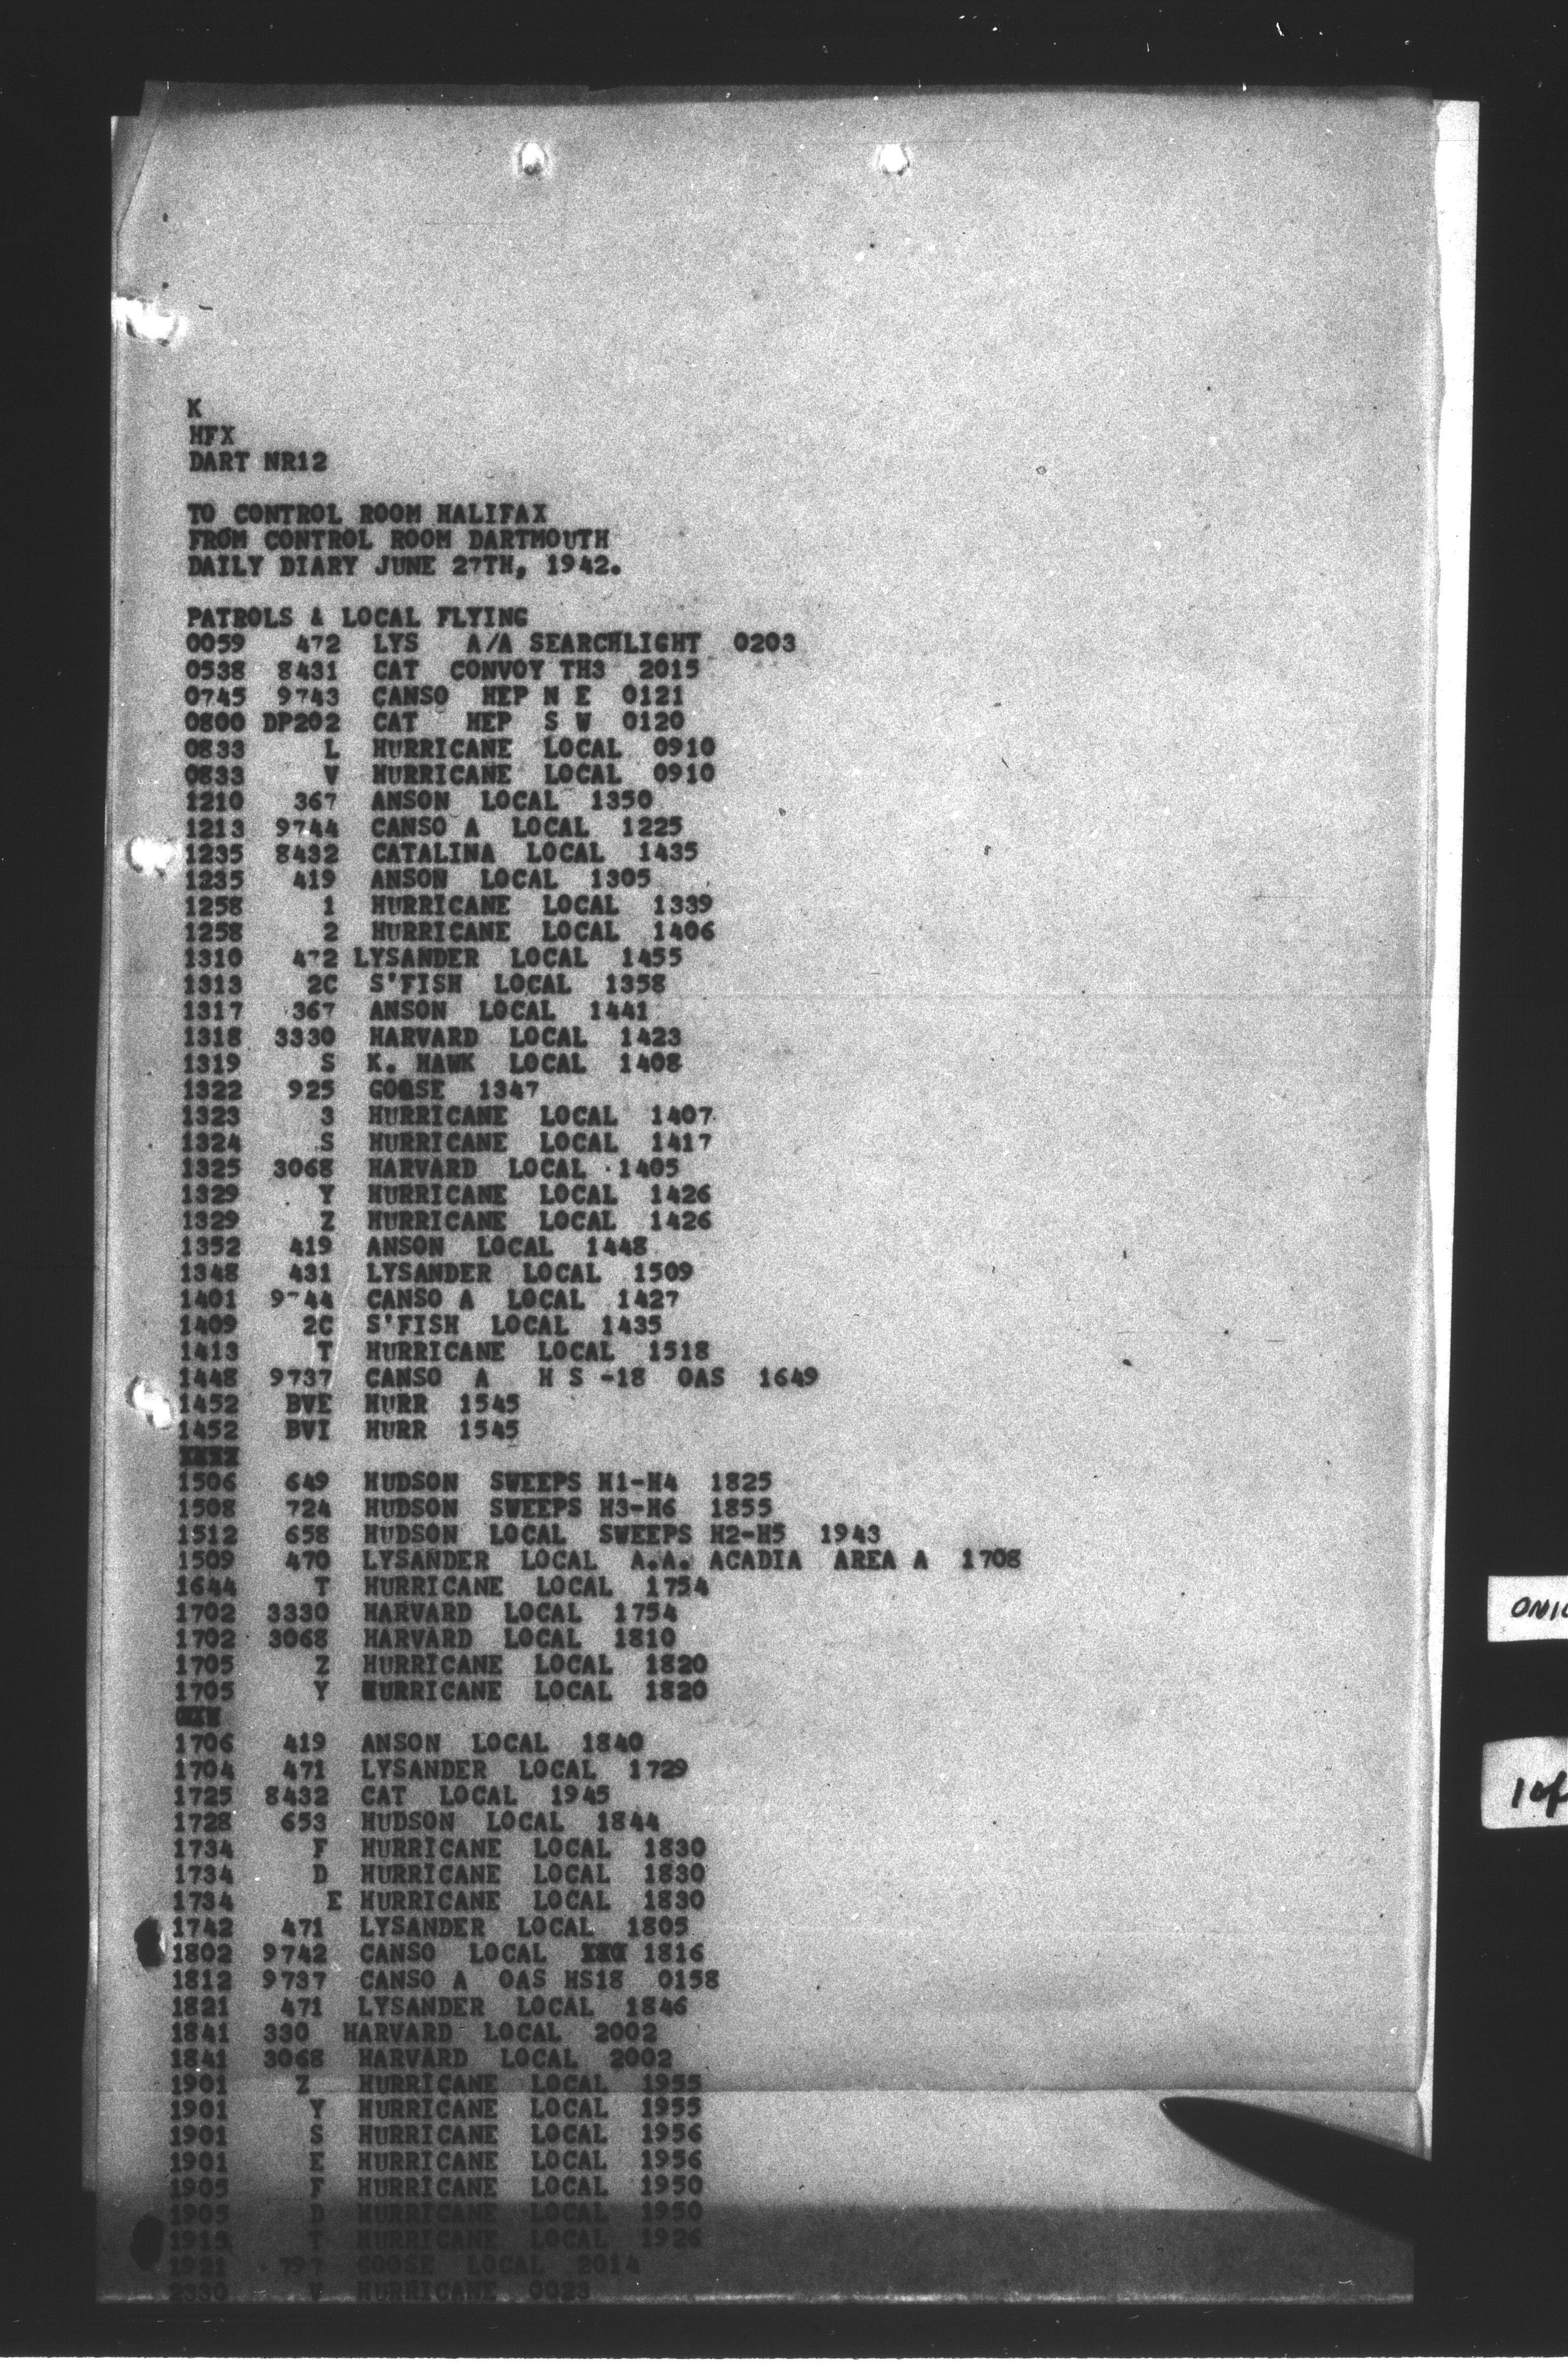 K
HFX
DART NR12
TO CONTROL ROOM HALIFAX
FROM CONTROL ROOM DARTMOUTH
DAILY DIARY JUNE 27TH, 1942.
PATROLS & LOCAL FLYING
0059 472 LYS A/A SEARCHLIGHT 0203
0538 8431 CAT CONVOY TH3 2015
0745 9743 CANSO HEP N E 0121
0800 DP202 CAT HEP S W 0120
0833 L HURRICANE LOCAL 0910
0833 V HURRICANE LOCAL 0910
1210 367 ANSON LOCAL 1350
1213 9744 CANSO A LOCAL 1225
1235 8432 CATALINA LOCAL 1435
1235 419 ANSON LOCAL 1305
1258 1 HURRICANE LOCAL 1339
1258 2 HURRICANE LOCAL 1406
1310 472 LYSANDER LOCAL 1455
1313 2C S'FISH LOCAL 1358
1317 367 ANSON LOCAL 1441
1318 3330 HARVARD LOCAL 1423
1319 S K. HAWK LOCAL 1408
1322 925 GOOSE 1347
1323 3 HURRICANE LOCAL 1407
1324 S HURRICANE LOCAL 1417
1325 3068 HARVARD LOCAL 1405
1329 Y HURRICANE LOCAL 1426
1329 Z HURRICANE LOCAL 1426
1352 419 ANSON LOCAL 1448
1348 431 LYSANDER LOCAL 1509
1401 9744 CANSO A LOCAL 1427
1409 2C S'FISH LOCAL 1435
1413 T HURRICANE LOCAL 1518
1448 9737 CANSO A H S -18 OAS 1649
1452 BVE HURR 1545
1452 BVI HURR 1545
1506 649 HUDSON SWEEPS H1-H4 1825
1508 724 HUDSON SWEEPS H3-H6 1855
1512 658 HUDSON LOCAL SWEEPS H2-H5 1943
1509 470 LYSANDER LOCAL A.A. ACADIA AREA A 1708
1644 T HURRICANE LOCAL 1754
1702 3330 HARVARD LOCAL 1754
1702 3068 HARVARD LOCAL 1810
1705 Z HURRICANE LOCAL 1820
1705 Y HURRICANE LOCAL 1820
1706 419 ANSON LOCAL 1840
1704 471 LYSANDER LOCAL 1729
1725 8432 CAT LOCAL 1945
1728 653 HUDSON LOCAL 1844
1734 F HURRICANE LOCAL 1830
1734 D HURRICANE LOCAL 1830
1734 E HURRICANE LOCAL 1830
1742 471 LYSANDER LOCAL 1805
1802 9742 CANSO LOCAL 1816
1812 9737 CANSO A OAS HS18 0158
1821 471 LYSANDER LOCAL 1846
1841 330 HARVARD LOCAL 2002
1841 3068 HARVARD LOCAL 2002
1901 Z HURRICANE LOCAL 1955
1901 Y HURRICANE LOCAL 1955
1901 S HURRICANE LOCAL 1956
1901 E HURRICANE LOCAL 1956
1905 F HURRICANE LOCAL 1950
1905 D HURRICANE LOCAL 1950
T HURRICANE LOCAL 1926
1921 797 GOOSE LOCAL 2014
2330 V HURRICANE 0023